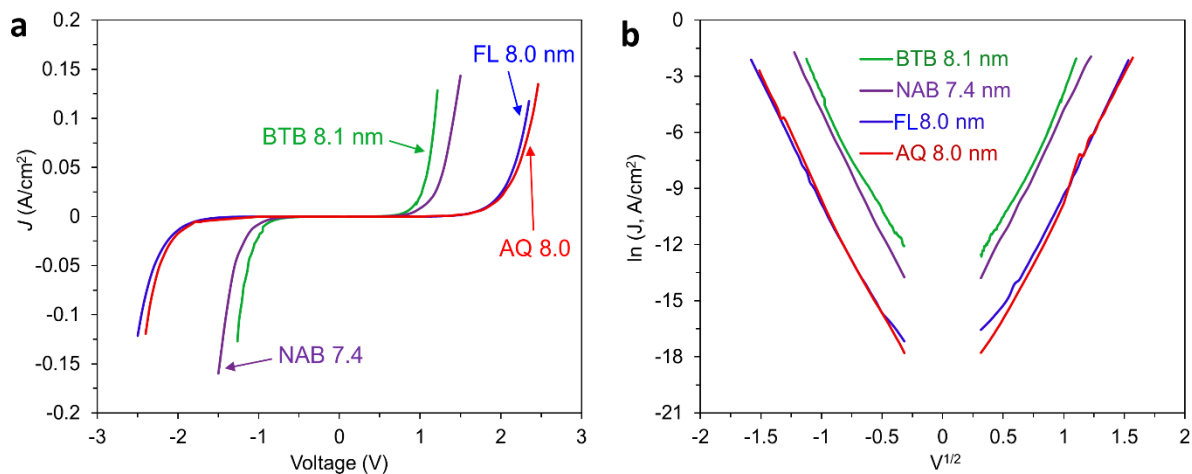 a
0.2
0.15
0.1
0.05
0
-0.05
-0.1
-0.15
-0.2
J (A/cm²)
-3
-2
-1
0
1
2
3
Voltage (V)
FL 8.0 nm
BTB 8.1 nm
AQ 8.0
NAB 7.4
b
0
-3
-6
-9
-12
-15
-18
-21
ln (J, A/cm²)
-2
-1.5
-1
-0.5
0
0.5
1
1.5
2
V¹ᐟ²
BTB 8.1 nm
NAB 7.4 nm
FL8.0 nm
AQ 8.0 nm